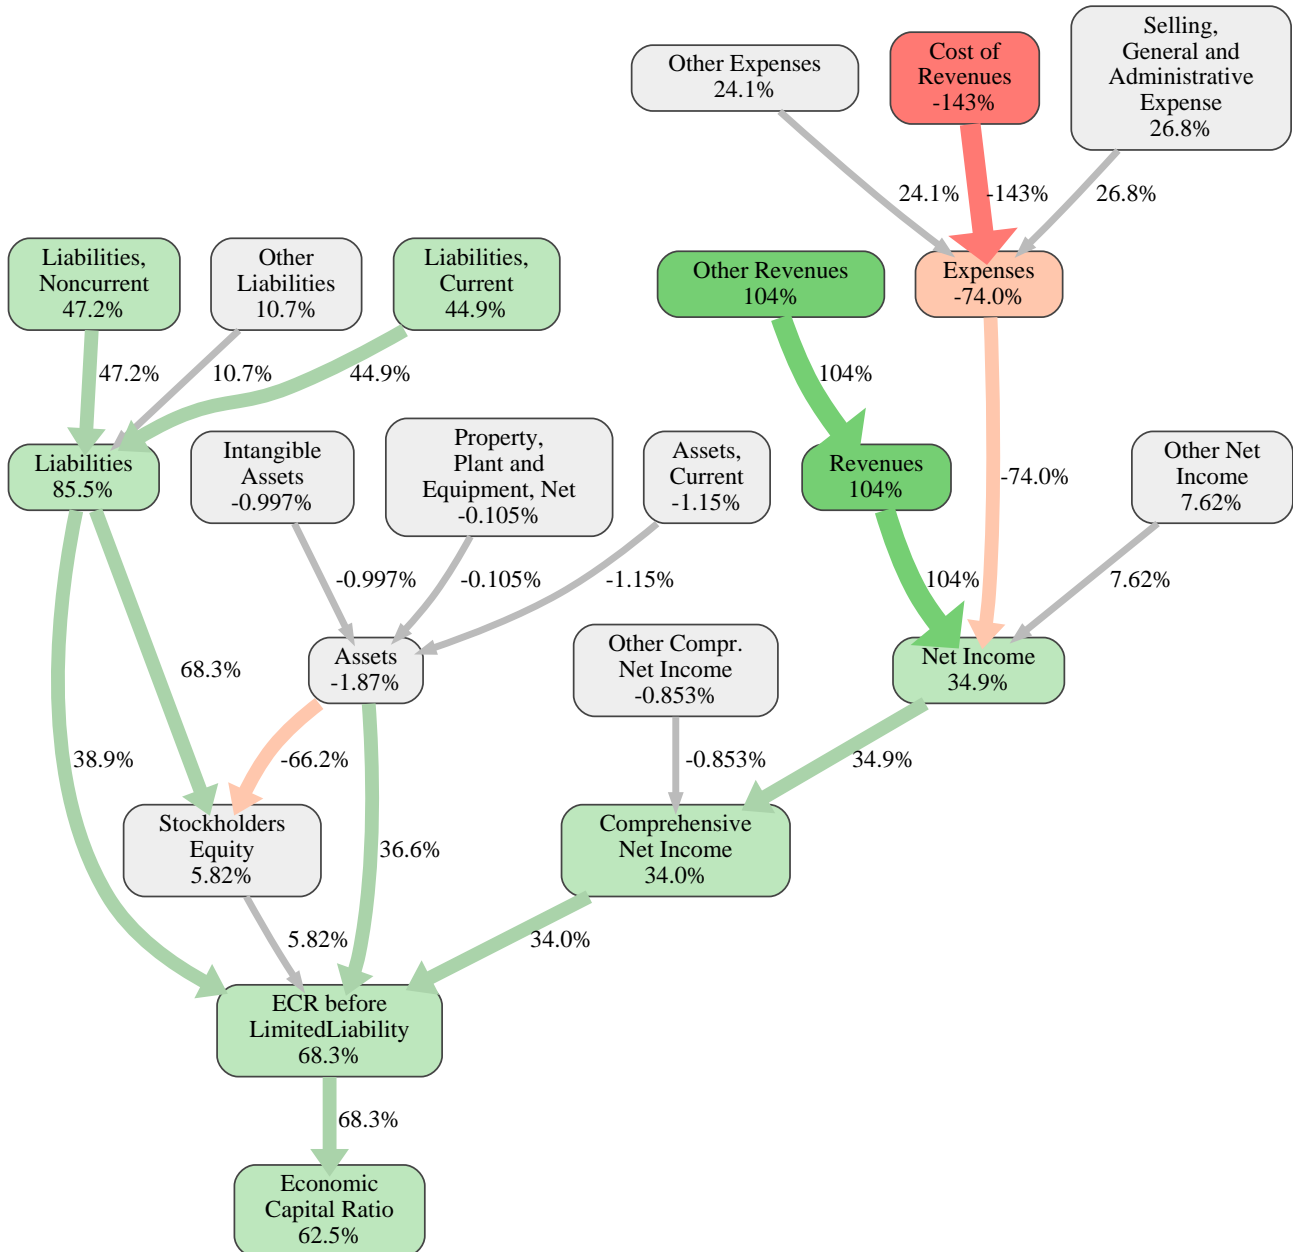 Other Expenses
24.1%
Cost of
Revenues
-143%
Selling,
General and
Administrative
Expense
26.8%
24.1%
-143%
26.8%
Liabilities,
Noncurrent
47.2%
Other
Liabilities
10.7%
Liabilities,
Current
44.9%
Other Revenues
104%
Expenses
-74.0%
47.2%
10.7%
44.9%
104%
Liabilities
85.5%
Intangible
Assets
-0.997%
Property,
Plant and
Equipment, Net
-0.105%
Assets,
Current
-1.15%
Revenues
104%
-74.0%
Other Net
Income
7.62%
-0.997%
-0.105%
-1.15%
104%
7.62%
68.3%
Assets
-1.87%
Other Compr.
Net Income
-0.853%
Net Income
34.9%
38.9%
-66.2%
-0.853%
34.9%
Stockholders
Equity
5.82%
36.6%
Comprehensive
Net Income
34.0%
5.82%
34.0%
ECR before
LimitedLiability
68.3%
68.3%
Economic
Capital Ratio
62.5%